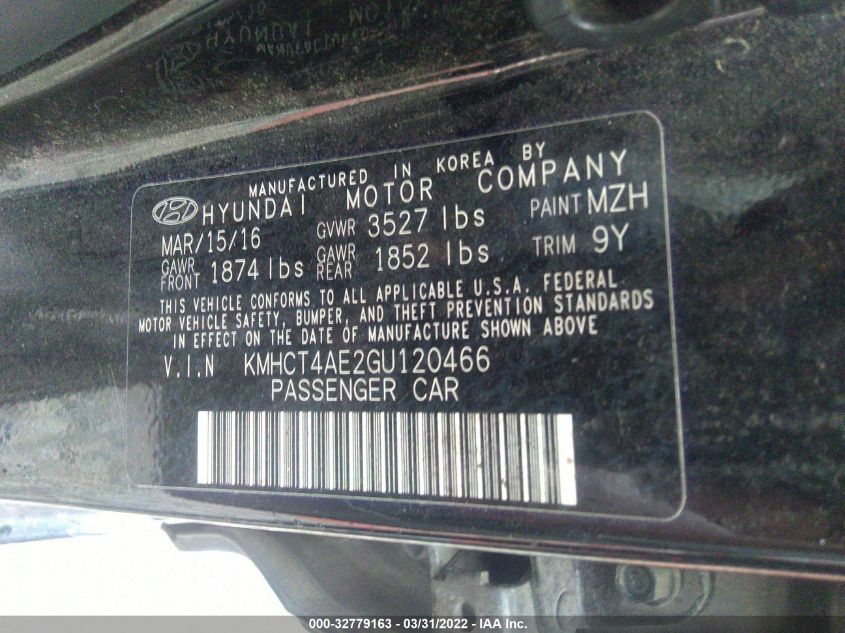 MANUFACTURED IN KOREA BY
HYUNDAI MOTOR COMPANY
MAR/15/16 GVWR 3527 lbs PAINT MZH
GAWR FRONT 1874 lbs GAWR REAR 1852 lbs TRIM 9Y
THIS VEHICLE CONFORMS TO ALL APPLICABLE U.S.A. FEDERAL
MOTOR VEHICLE SAFETY, BUMPER, AND THEFT PREVENTION STANDARDS
IN EFFECT ON THE DATE OF MANUFACTURE SHOWN ABOVE
V.I.N KMHCT4AE2GU120466
PASSENGER CAR
000-32779163 - 03/31/2022 - IAA Inc.